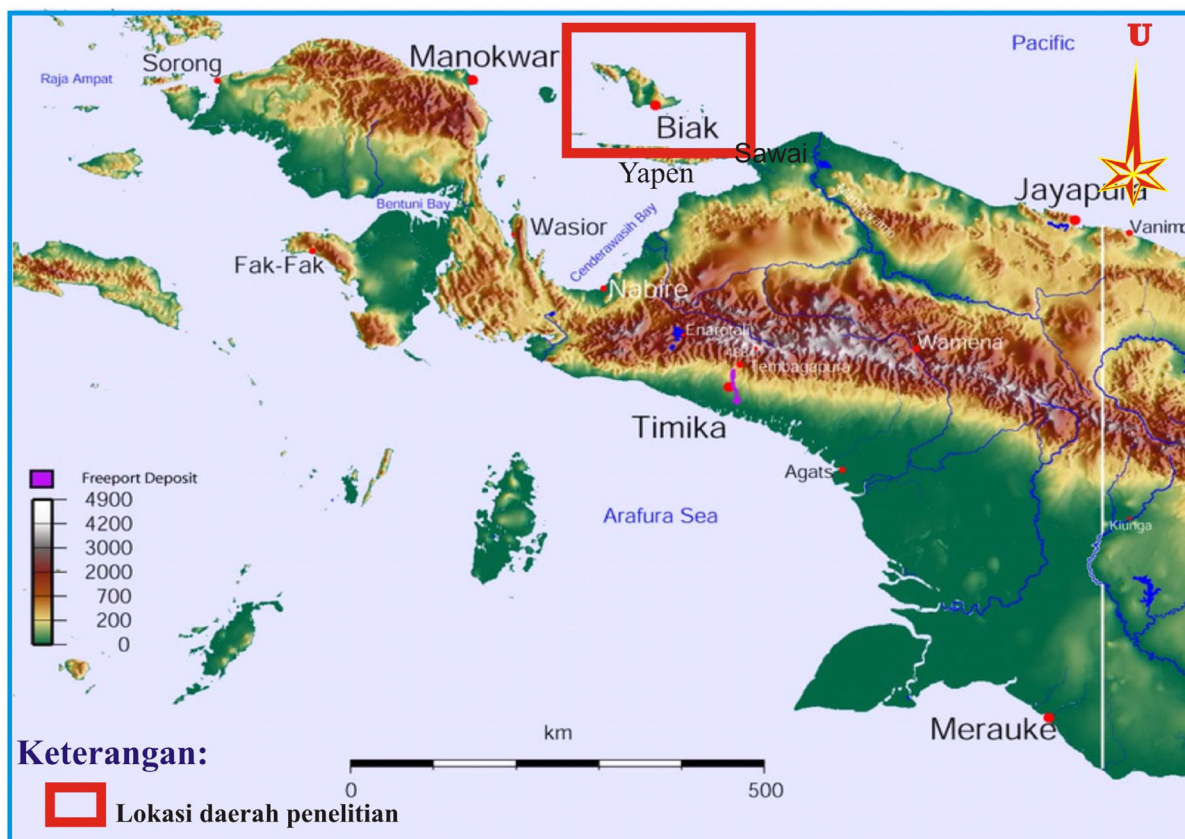 Pacific
U
Sorong
Manokwar
Raja Ampat
Biak
Sawai
Yapen
Jayapura
Bentuni Bay
Wasior
Cenderawasih Bay
Vanimo
Fak-Fak
Nabire
Enarotali
Wamena
4884
Tembagapura
Timika
Agats
Freeport Deposit
4900
4200
3000
2000
700
200
0
Arafura Sea
Kiunga
Merauke
km
0
500
Keterangan:
Lokasi daerah penelitian